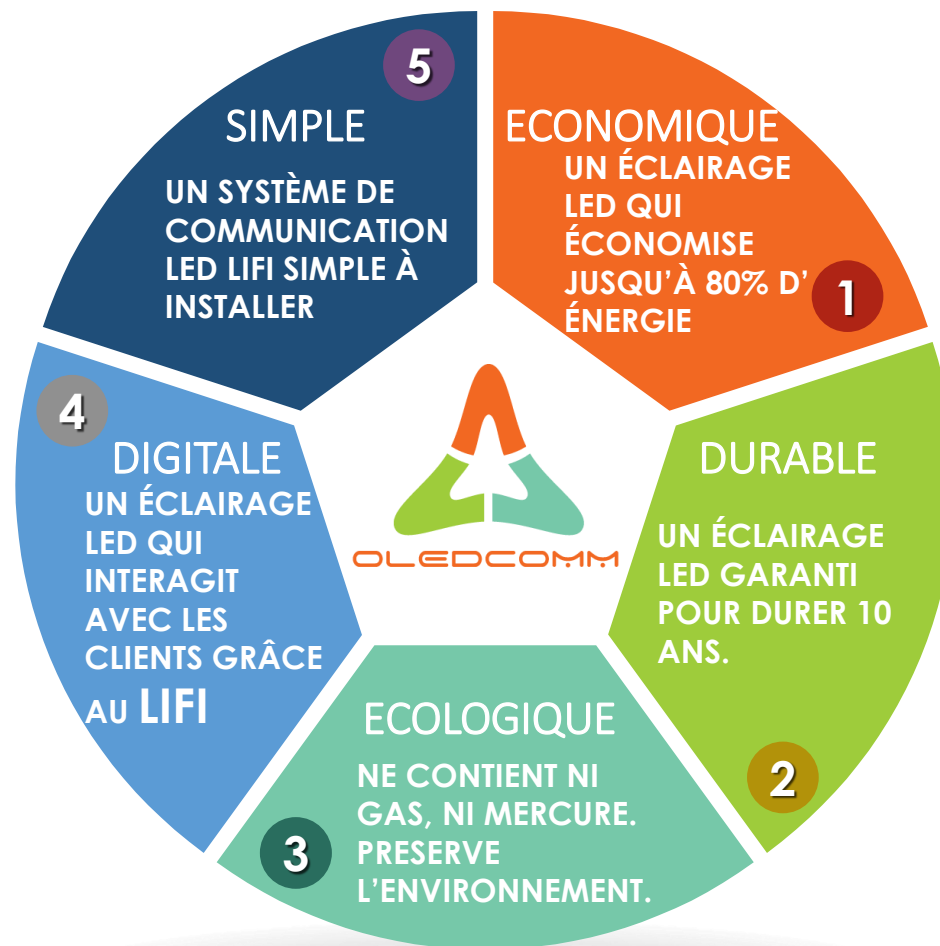 ECONOMIQUE
UN ÉCLAIRAGE
LED QUI
ÉCONOMISE
JUSQU'À 80% D'
ÉNERGIE
1
DURABLE
UN ÉCLAIRAGE
LED GARANTI
POUR DURER 10
ANS.
2
ECOLOGIQUE
NE CONTIENT NI
GAS, NI MERCURE.
PRESERVE
L'ENVIRONNEMENT.
3
4
DIGITALE
UN ÉCLAIRAGE
LED QUI
INTERAGIT
AVEC LES
CLIENTS GRÂCE
AU LIFI
5
SIMPLE
UN SYSTÈME DE
COMMUNICATION
LED LIFI SIMPLE À
INSTALLER
OLEDCOMM